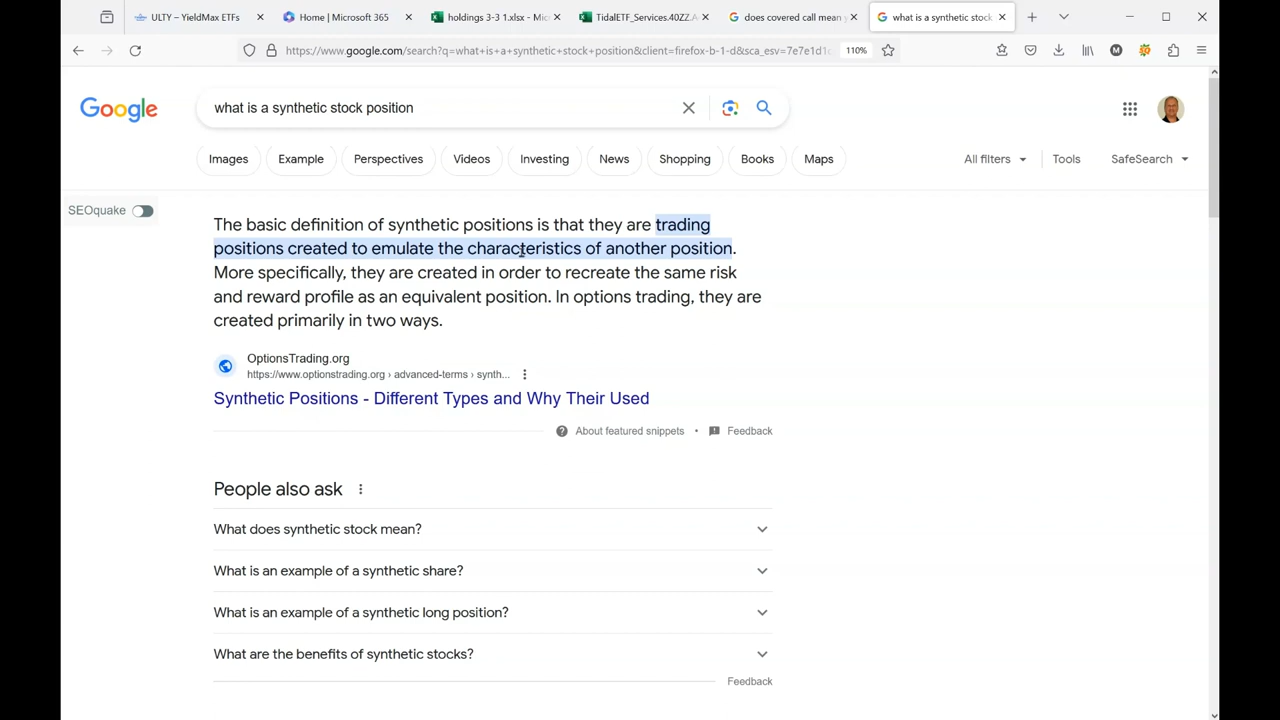 ULTY – YieldMax ETFs
Home | Microsoft 365
holdings 3-3 1.xlsx - Mic
TidalETF_Services.40ZZ.A
does covered call mean y
what is a synthetic stock
https://www.google.com/search?q=what+is+a+synthetic+stock+position&client=firefox-b-1-d&sca_esv=7e7e1d1
110%
Google
what is a synthetic stock position
Images
Example
Perspectives
Videos
Investing
News
Shopping
Books
Maps
All filters
Tools
SafeSearch
SEOquake
The basic definition of synthetic positions is that they are trading
positions created to emulate the characteristics of another position.
More specifically, they are created in order to recreate the same risk
and reward profile as an equivalent position. In options trading, they are
created primarily in two ways.
OptionsTrading.org
https://www.optionstrading.org › advanced-terms › synth...
Synthetic Positions - Different Types and Why Their Used
About featured snippets • Feedback
People also ask
What does synthetic stock mean?
What is an example of a synthetic share?
What is an example of a synthetic long position?
What are the benefits of synthetic stocks?
Feedback